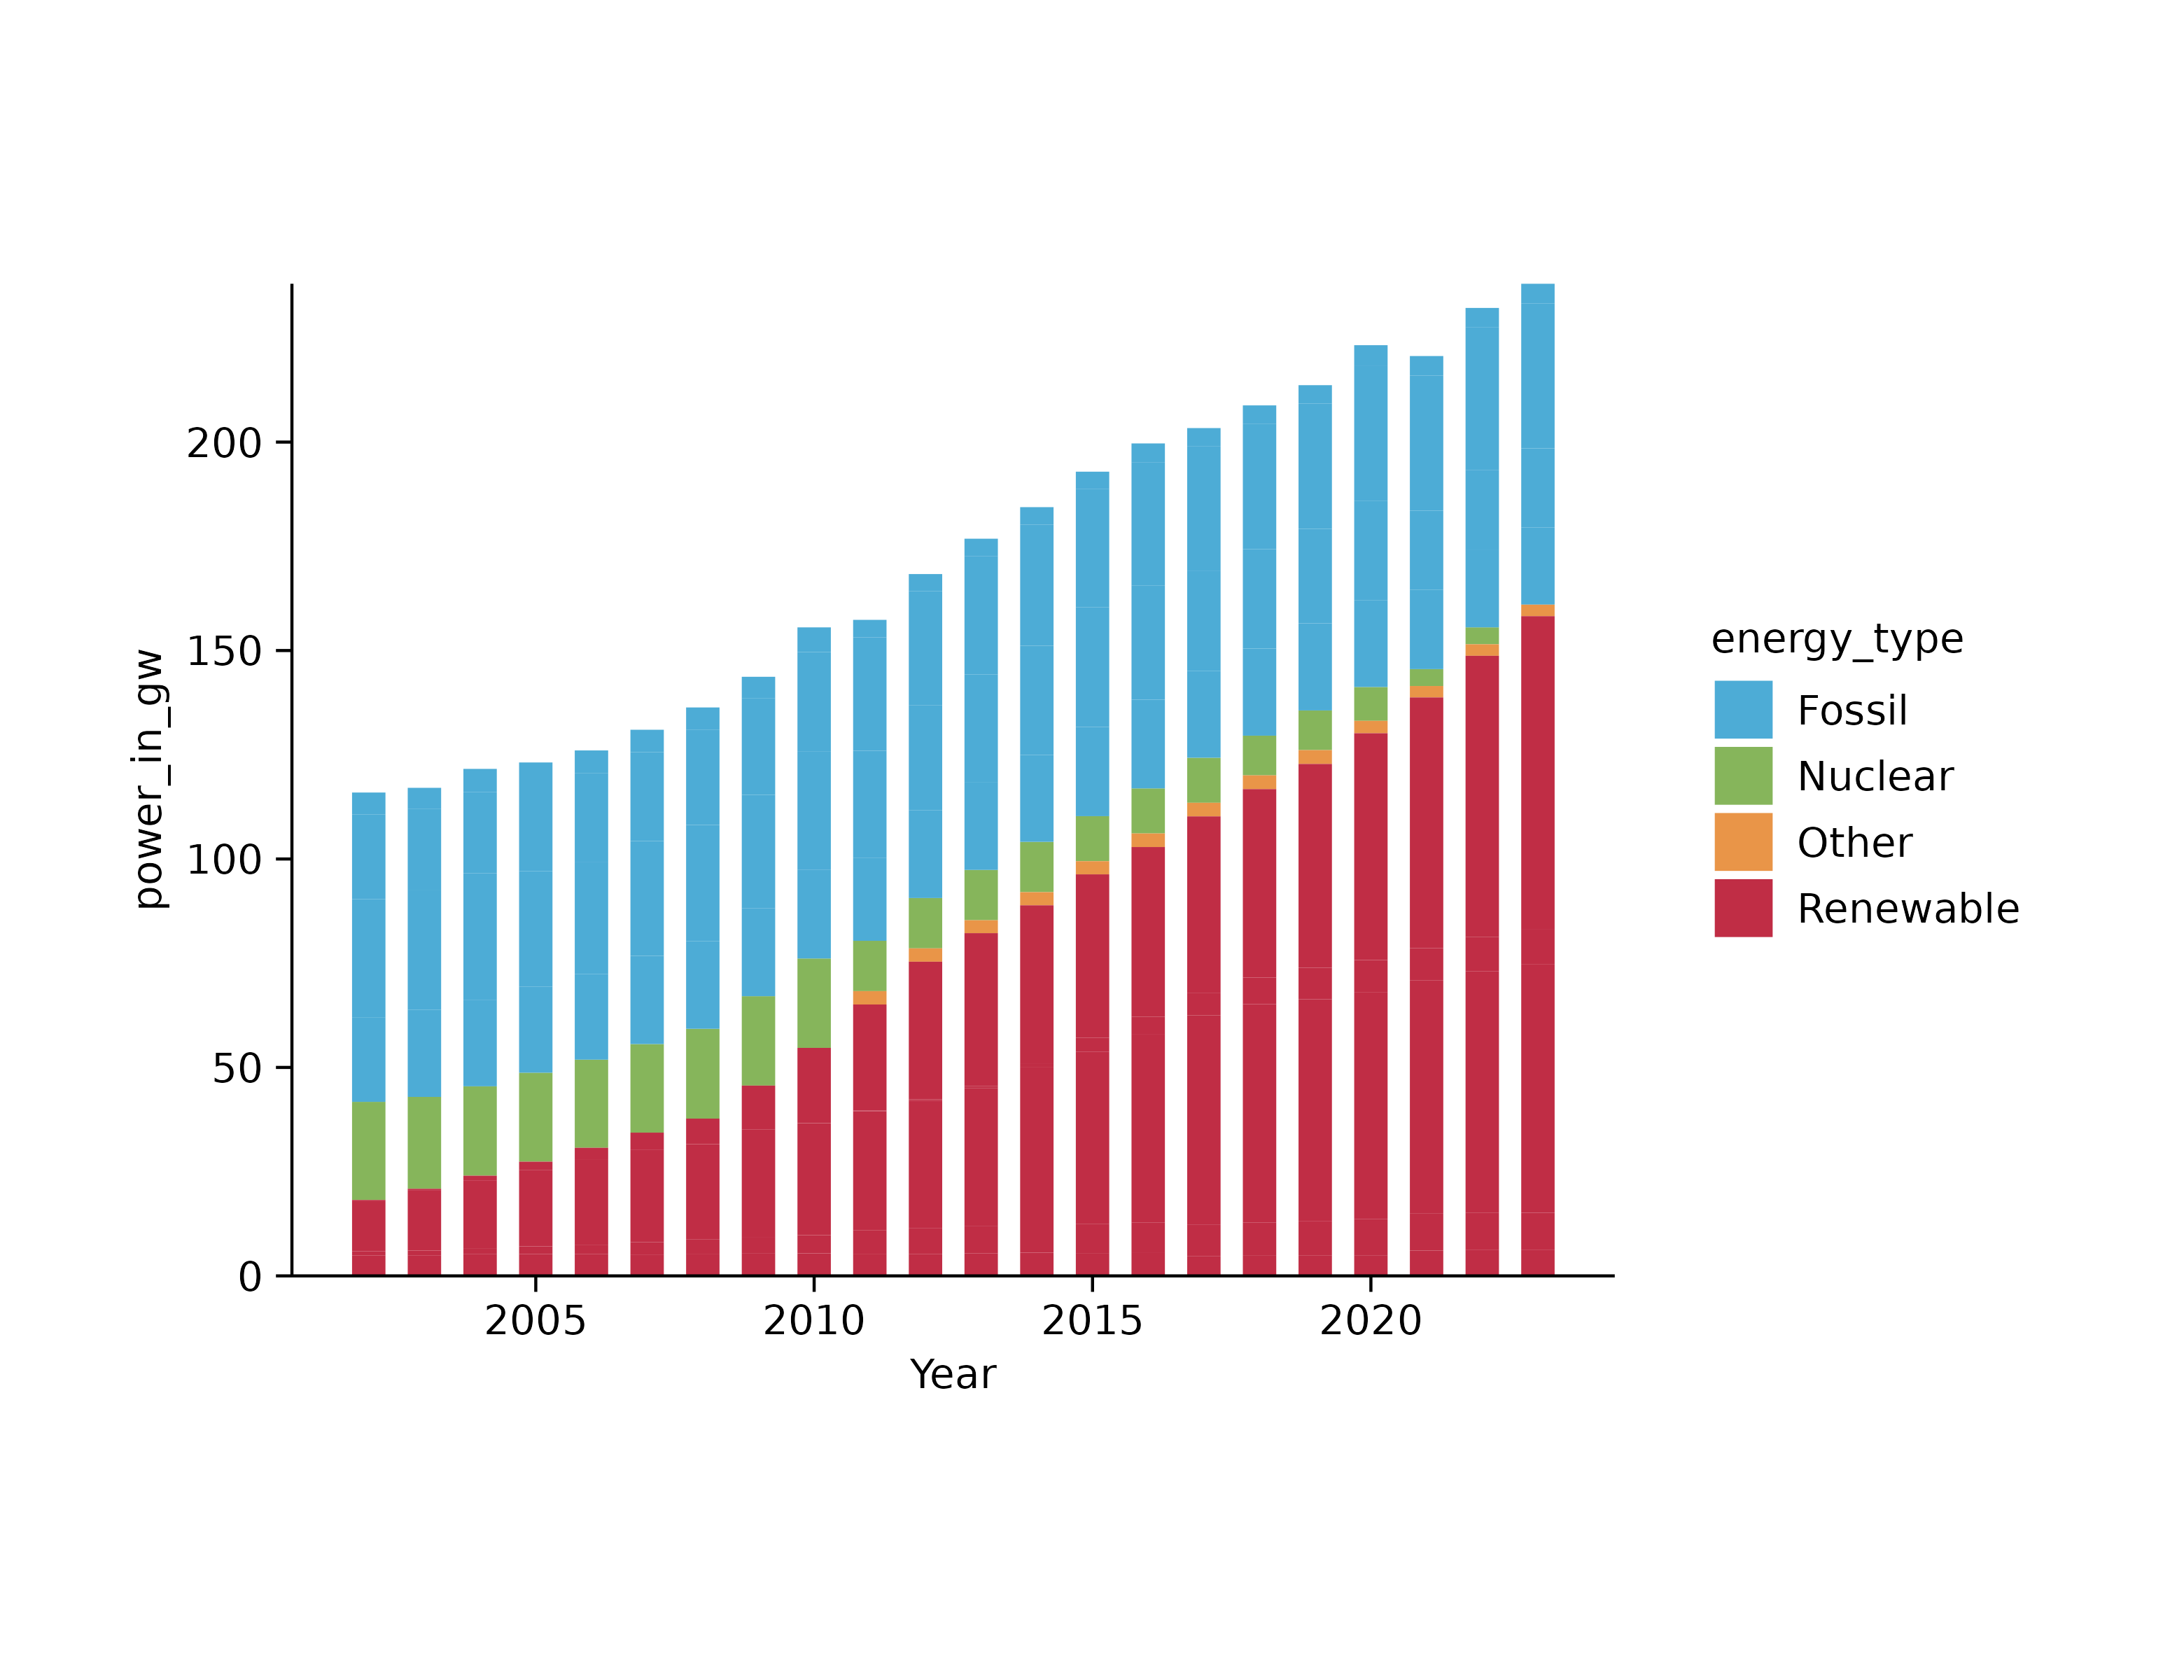 power_in_gw
200
150
100
50
0
2005
2010
2015
2020
Year
energy_type
Fossil
Nuclear
Other
Renewable